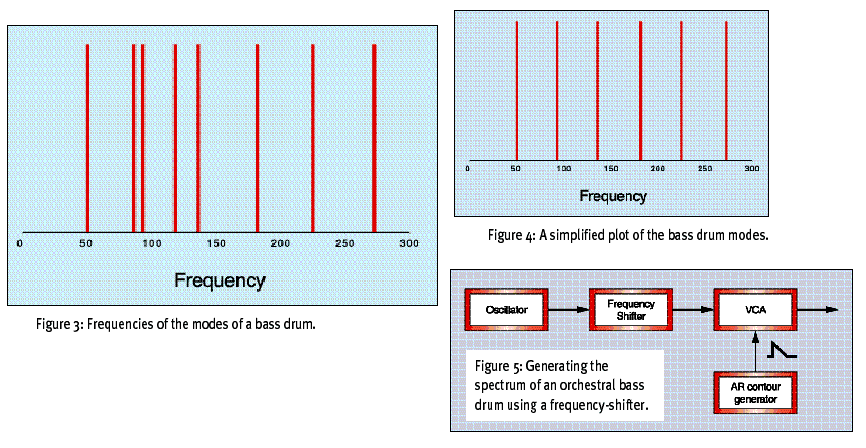 0 50 100 150 200 250 300
Frequency
Figure 3: Frequencies of the modes of a bass drum.
0 50 100 150 200 250 300
Frequency
Figure 4: A simplified plot of the bass drum modes.
Oscillator
Frequency
Shifter
VCA
AR contour
generator
Figure 5: Generating the
spectrum of an orchestral bass
drum using a frequency-shifter.